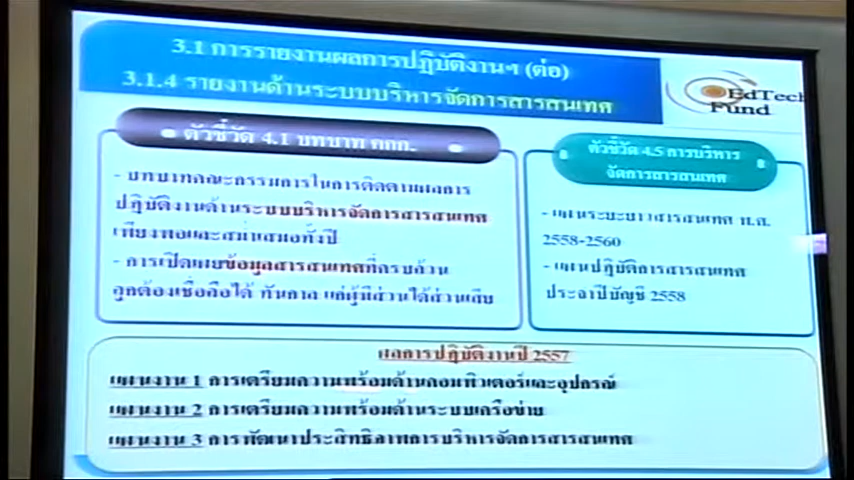 3.1 การรายงานผลการปฏิบัติงานฯ (ต่อ)
3.1.4 รายงานด้านระบบบริหารจัดการสารสนเทศ
EdTech
Fund
ตัวชี้วัด 4.1 บทบาท คกก.
- บทบาทคณะกรรมการในการติดตามผลการ
ปฏิบัติงานด้านระบบบริหารจัดการสารสนเทศ
เพียงพอและสม่ำเสมอทั้งปี
- การเปิดเผยข้อมูลสารสนเทศที่ครบถ้วน
ถูกต้องเชื่อถือได้ ทันกาล แก่ผู้มีส่วนได้ส่วนเสีย
ตัวชี้วัด 4.5 การบริหาร
จัดการสารสนเทศ
- แผนระยะยาวสารสนเทศ พ.ศ.
2558-2560
- แผนปฏิบัติการสารสนเทศ
ประจำปีบัญชี 2558
ผลการปฏิบัติงานปี 2557
แผนงาน 1 การเตรียมความพร้อมด้านคอมพิวเตอร์และอุปกรณ์
แผนงาน 2 การเตรียมความพร้อมด้านระบบเครือข่าย
แผนงาน 3 การพัฒนาประสิทธิภาพการบริหารจัดการสารสนเทศ